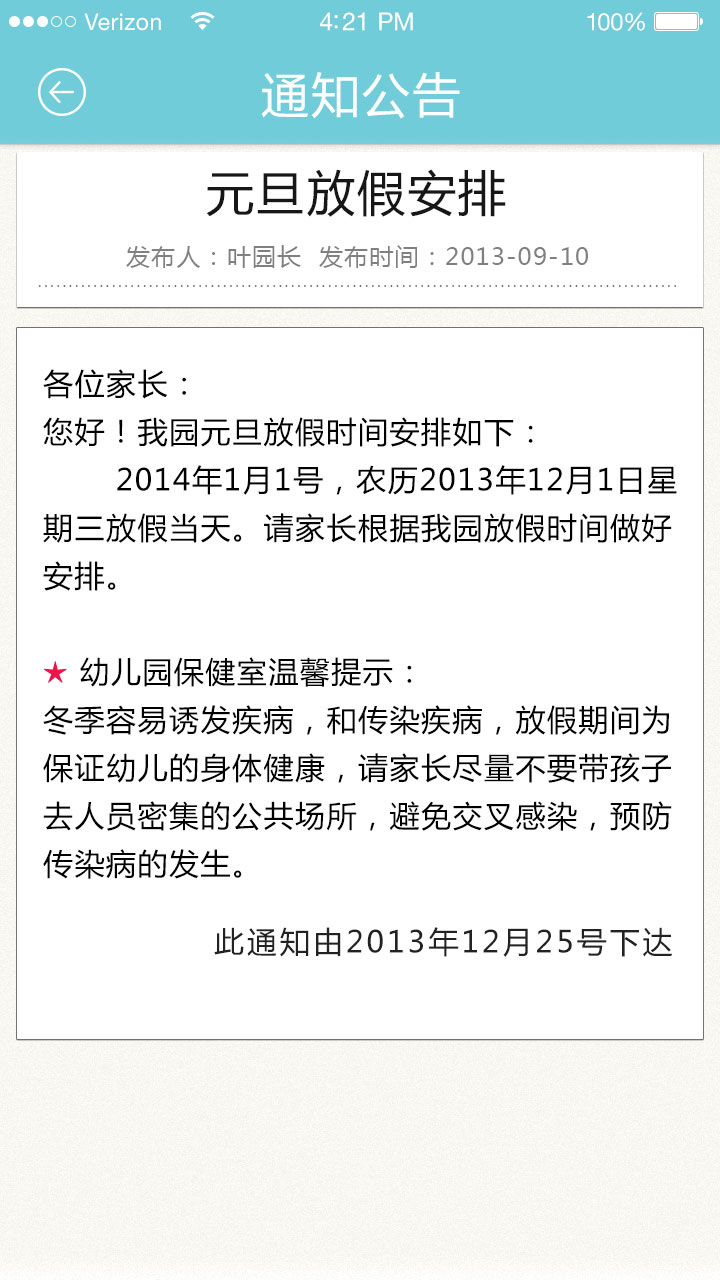 Verizon 4:21 PM 100%
通知公告
元旦放假安排
发布人：叶园长 发布时间：2013-09-10
各位家长：
您好！我园元旦放假时间安排如下：
2014年1月1号，农历2013年12月1日星
期三放假当天。请家长根据我园放假时间做好
安排。
★ 幼儿园保健室温馨提示：
冬季容易诱发疾病，和传染疾病，放假期间为
保证幼儿的身体健康，请家长尽量不要带孩子
去人员密集的公共场所，避免交叉感染，预防
传染病的发生。
此通知由2013年12月25号下达